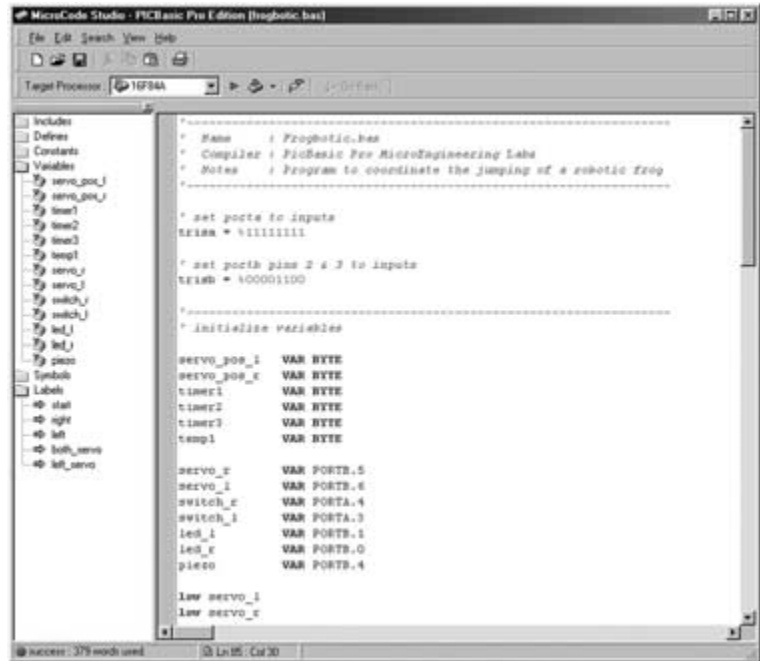 MicroCode Studio - PICBasic Pro Edition (frogbotic.bas)
File Edit Search View Help
Target Processor: 16F84A
Includes
Defines
Constants
Variables
servo_pos_l
servo_pos_r
timer1
timer2
timer3
temp1
servo_r
servo_l
switch_r
switch_l
led_l
led_r
piezo
Symbols
Labels
start
right
left
both_servo
left_servo
'----------------------------------------------------------------
' Name : Frogbotic.bas
' Compiler : PicBasic Pro MicroEngineering Labs
' Notes : Program to coordinate the jumping of a robotic frog
'----------------------------------------------------------------
' set porta to inputs
trisa = %11111111
' set portb pins 2 & 3 to inputs
trisb = %00001100
'----------------------------------------------------------------
' initialize variables
servo_pos_l VAR BYTE
servo_pos_r VAR BYTE
timer1 VAR BYTE
timer2 VAR BYTE
timer3 VAR BYTE
temp1 VAR BYTE
servo_r VAR PORTB.5
servo_l VAR PORTB.6
switch_r VAR PORTA.4
switch_l VAR PORTA.3
led_l VAR PORTB.1
led_r VAR PORTB.0
piezo VAR PORTB.4
low servo_l
low servo_r
success : 379 words used Ln 85 : Col 30